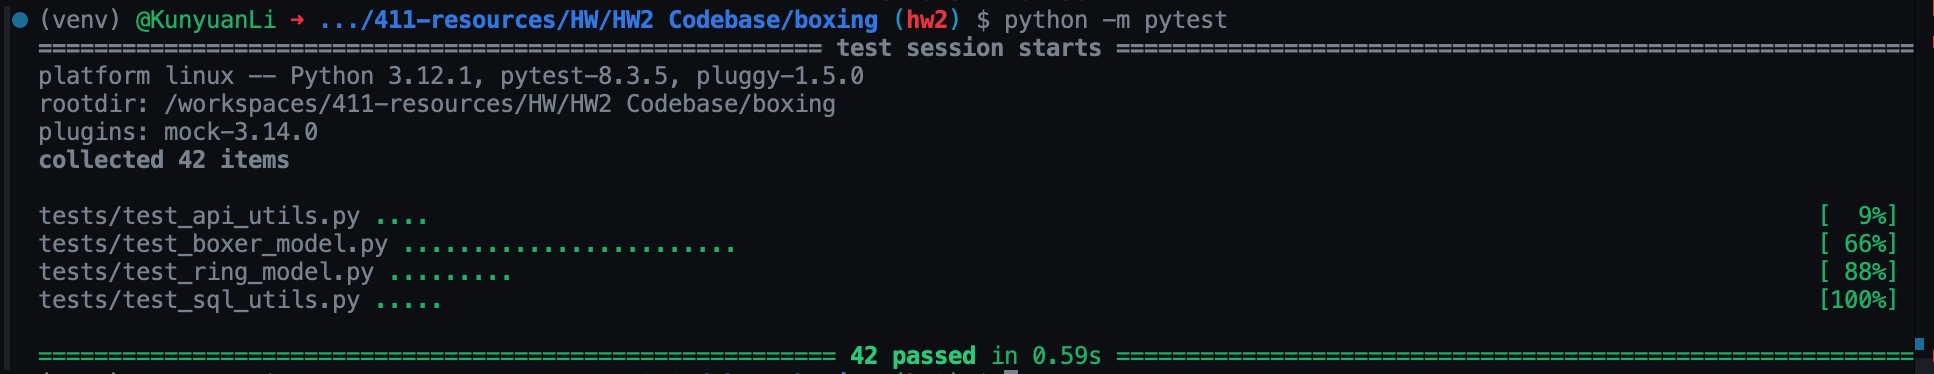 (venv) @KunyuanLi ➜ .../411-resources/HW/HW2 Codebase/boxing (hw2) $ python -m pytest
============================ test session starts ============================
platform linux -- Python 3.12.1, pytest-8.3.5, pluggy-1.5.0
rootdir: /workspaces/411-resources/HW/HW2 Codebase/boxing
plugins: mock-3.14.0
collected 42 items
tests/test_api_utils.py .... [  9%]
tests/test_boxer_model.py ........................ [ 66%]
tests/test_ring_model.py ......... [ 88%]
tests/test_sql_utils.py ..... [100%]
============================ 42 passed in 0.59s ============================